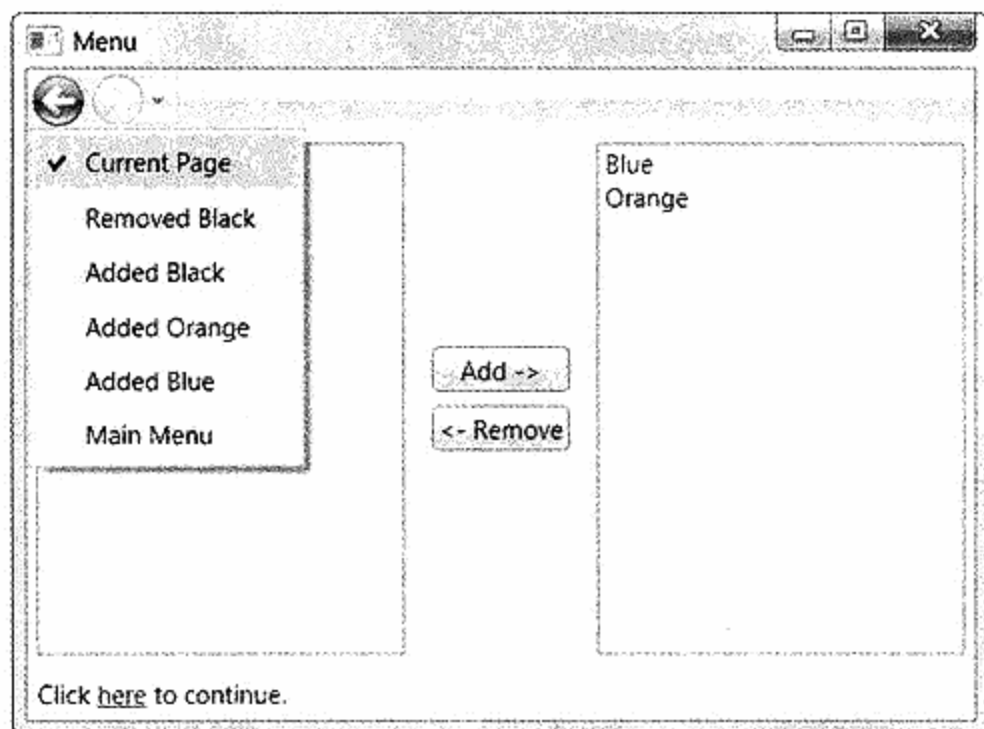 Menu
Current Page
Removed Black
Added Black
Added Orange
Added Blue
Main Menu
Add ->
<- Remove
Blue
Orange
Click here to continue.